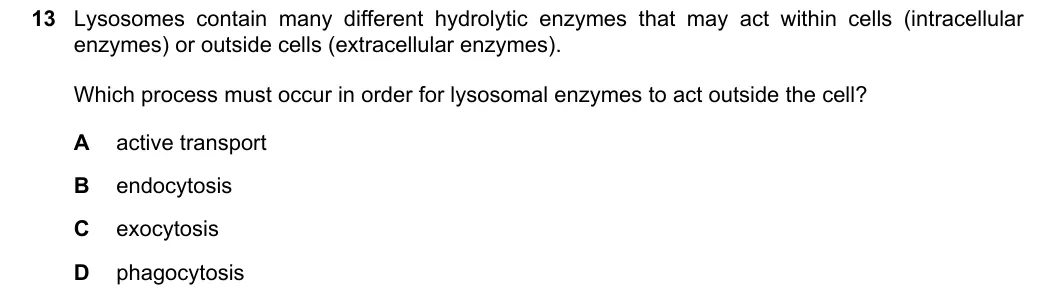 13 Lysosomes contain many different hydrolytic enzymes that may act within cells (intracellular
enzymes) or outside cells (extracellular enzymes).
Which process must occur in order for lysosomal enzymes to act outside the cell?
A active transport
B endocytosis
C exocytosis
D phagocytosis